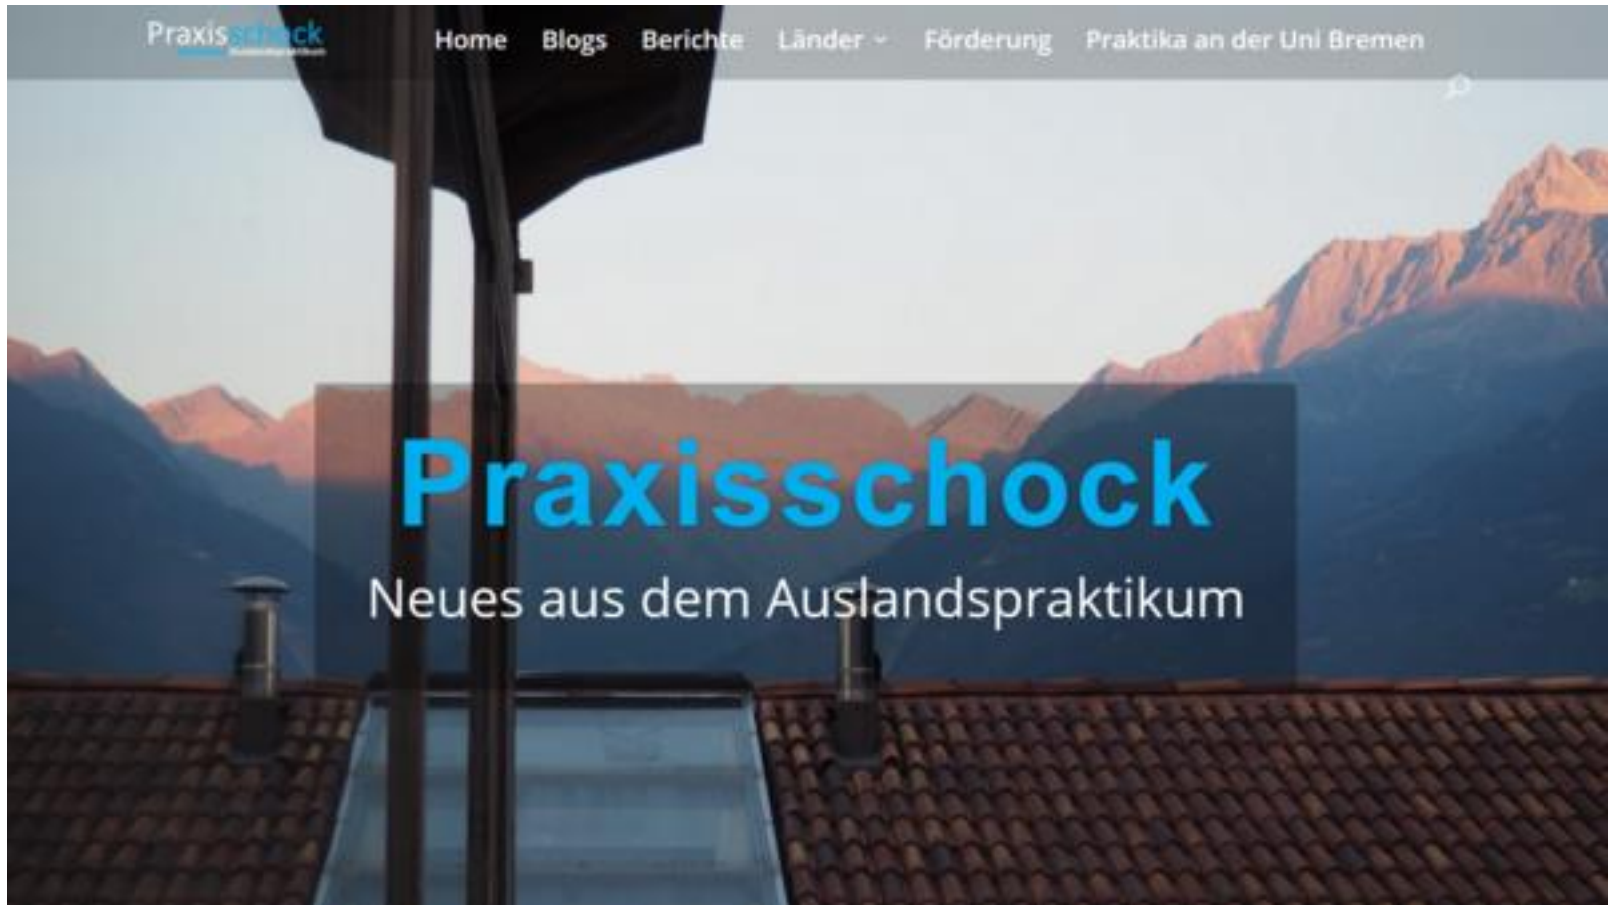 Praxisschock
Home Blogs Berichte Länder Förderung Praktika an der Uni Bremen
Praxisschock
Neues aus dem Auslandspraktikum